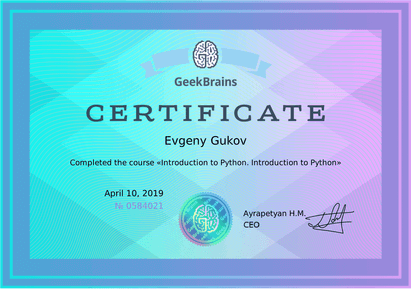 GeekBrains
CERTIFICATE
Evgeny Gukov
Completed the course «Introduction to Python. Introduction to Python»
April 10, 2019
№ 0584021
Ayrapetyan H.M.
CEO